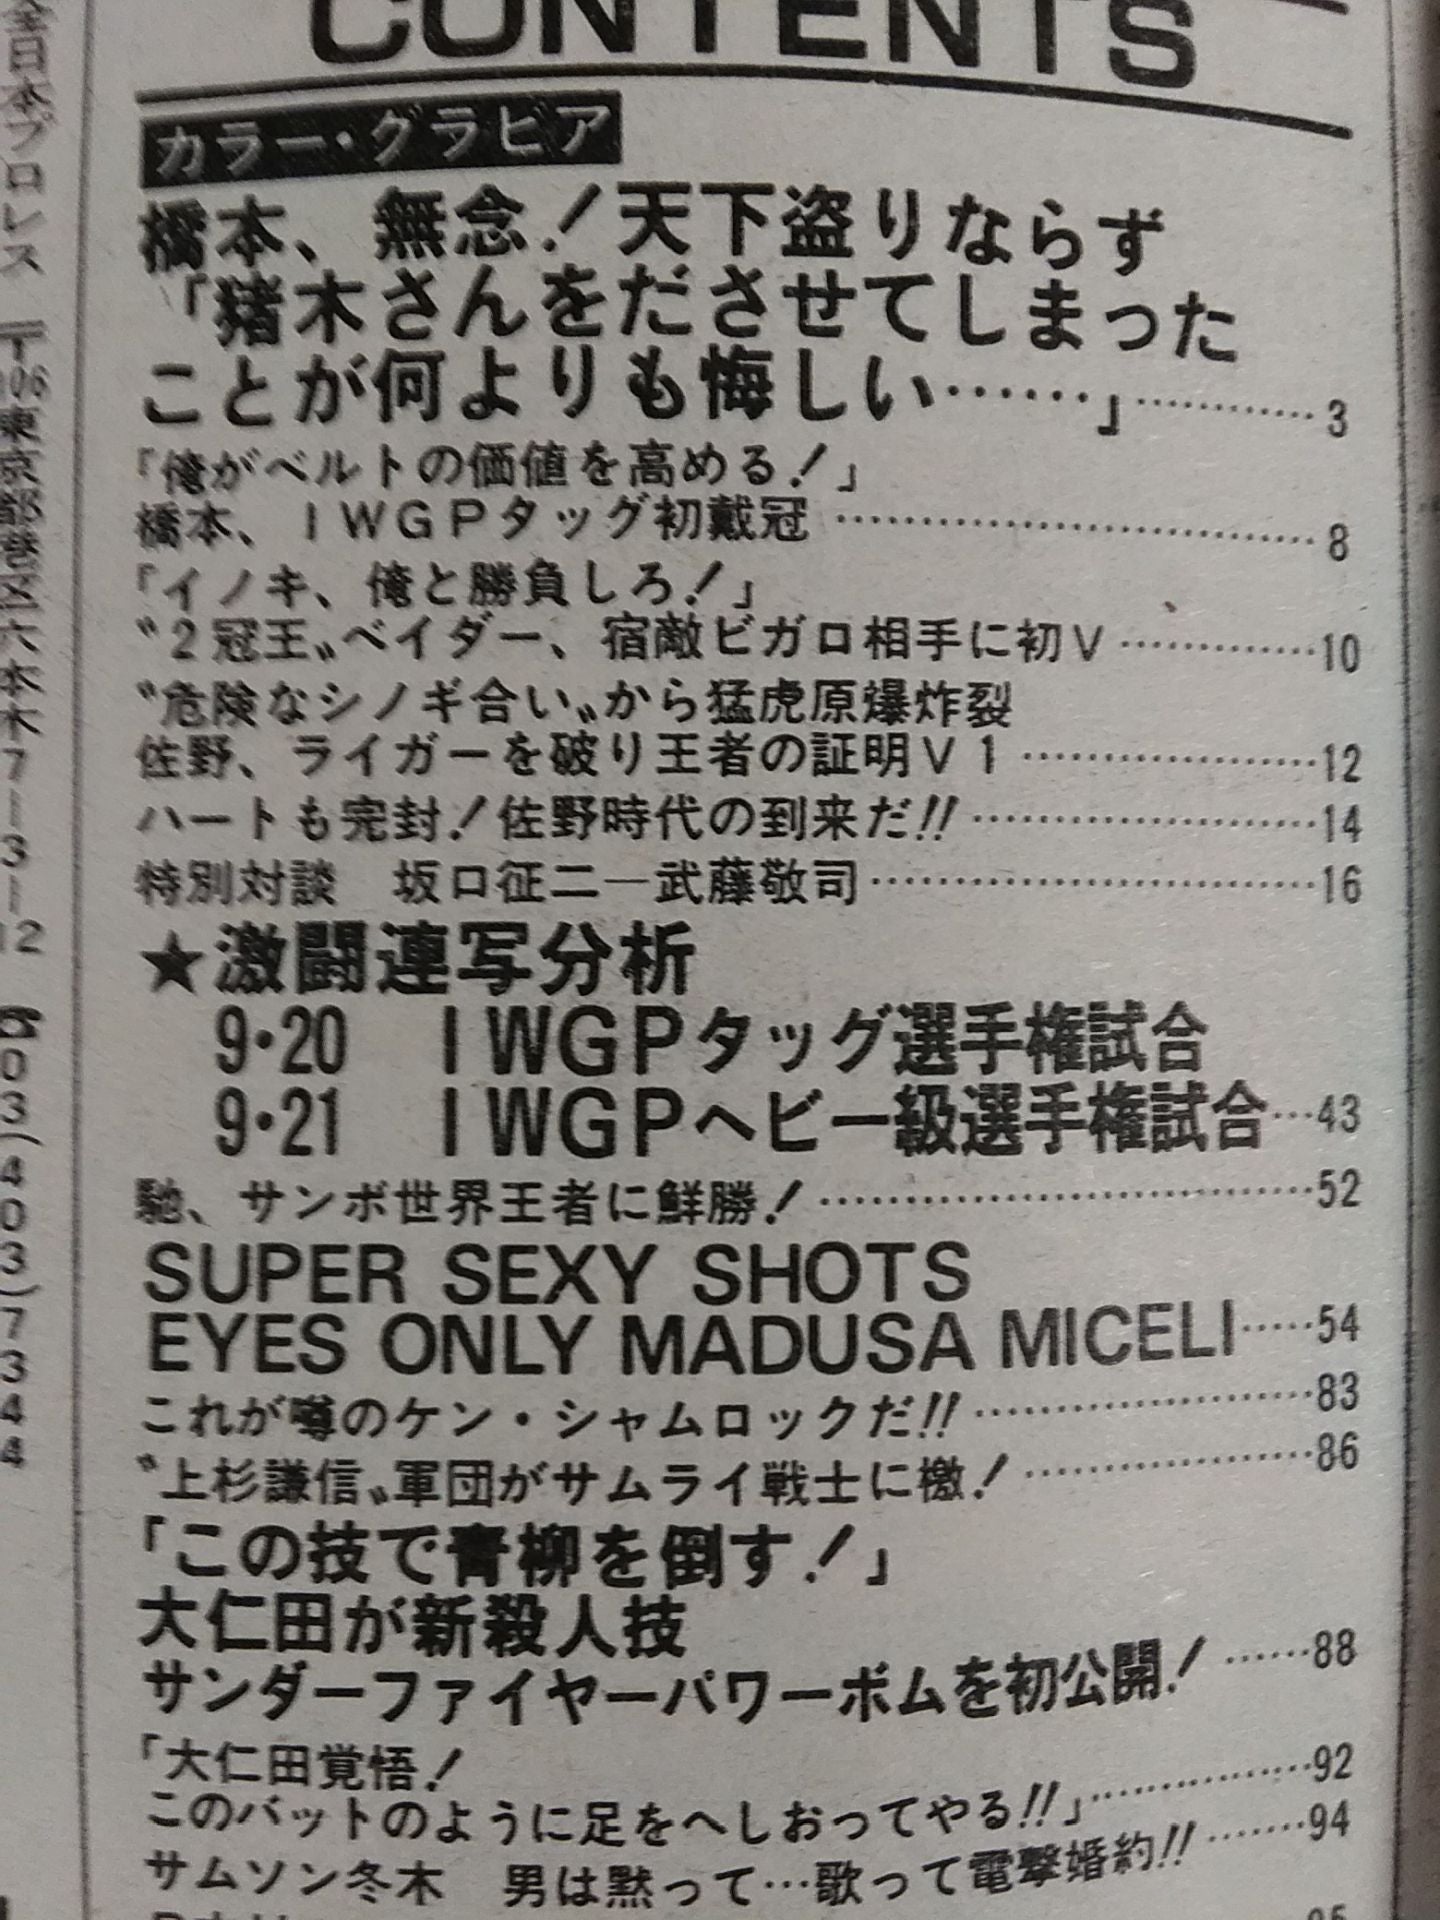 CONTENTS
カラー・グラビア
橋本、無念！天下盗りならず
「猪木さんをださせてしまった
ことが何よりも悔しい……」…………3
「俺がベルトの価値を高める！」
橋本、IWGPタッグ初戴冠…………8
「イノキ、俺と勝負しろ！」
〝2冠王〟ベイダー、宿敵ビガロ相手に初V…………10
〝危険なシノギ合い〟から猛虎原爆炸裂
佐野、ライガーを破り王者の証明V1…………12
ハートも完封！佐野時代の到来だ!!…………14
特別対談　坂口征二―武藤敬司…………16
★激闘連写分析
9・20　IWGPタッグ選手権試合
9・21　IWGPヘビー級選手権試合…43
馳、サンボ世界王者に鮮勝！…………52
SUPER SEXY SHOTS
EYES ONLY MADUSA MICELI……54
これが噂のケン・シャムロックだ!!…………83
〝上杉謙信〟軍団がサムライ戦士に檄！…………86
「この技で青柳を倒す！」
大仁田が新殺人技
サンダーファイヤーパワーボムを初公開！……88
「大仁田覚悟！
このバットのように足をへしおってやる!!」…………92
サムソン冬木　男は黙って…歌って電撃婚約!!……94
95
全日本プロレス　〒106東京都港区六本木7―3―12　☎03(403)7344